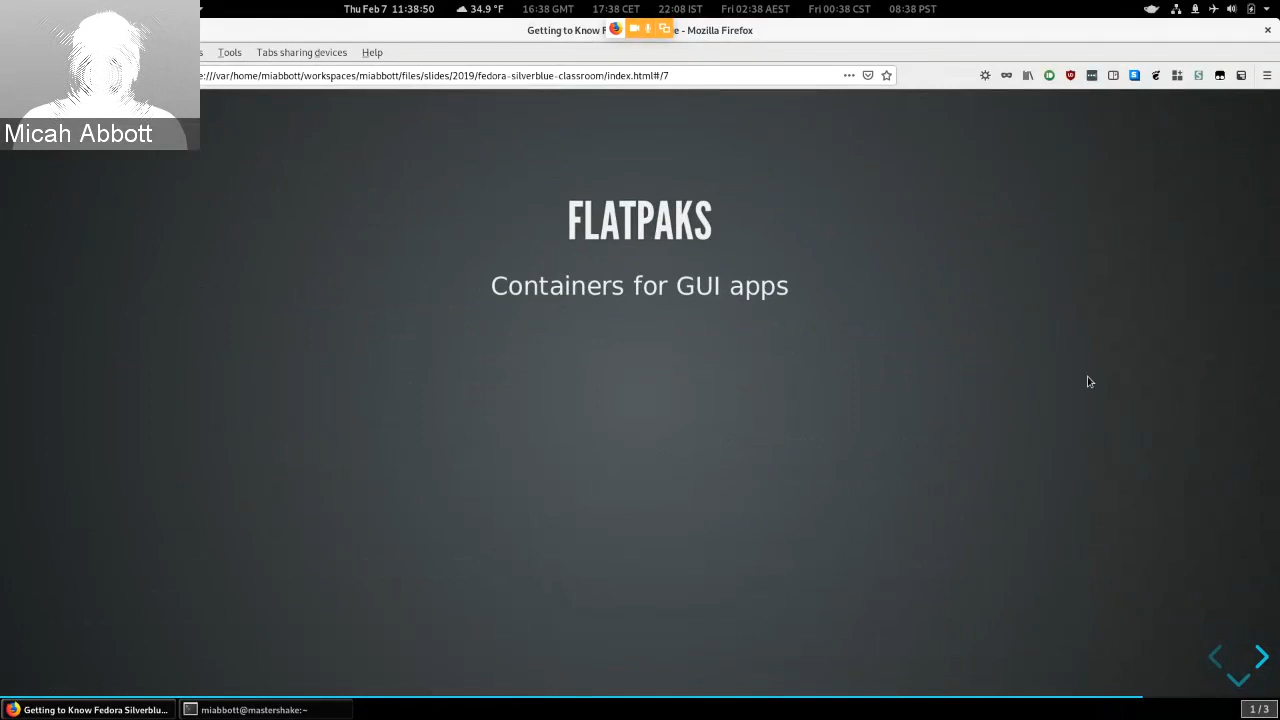 Thu Feb 7 11:38:50
34.9 °F
16:38 GMT
17:38 CET
22:08 IST
Fri 02:38 AEST
Fri 00:38 CST
08:38 PST
Getting to Know F
e - Mozilla Firefox
Tools
Tabs sharing devices
Help
e:///var/home/miabbott/workspaces/miabbott/files/slides/2019/fedora-silverblue-classroom/index.html#/7
Micah Abbott
FLATPAKS
Containers for GUI apps
Getting to Know Fedora Silverblu...
miabbott@mastershake:~
1 / 3